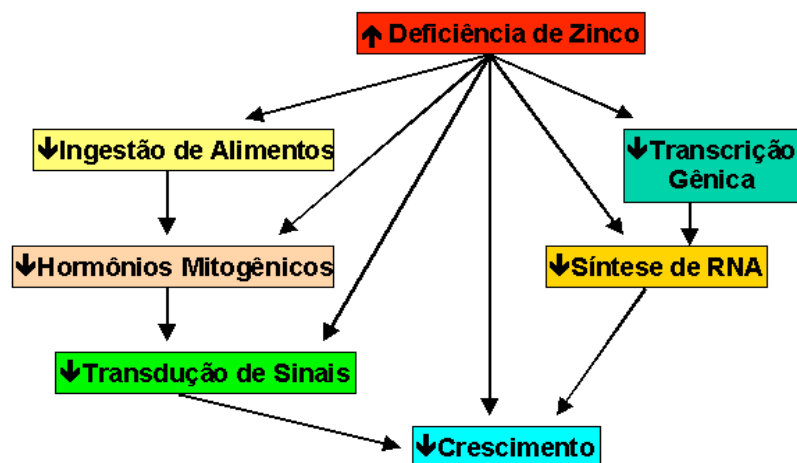 ↑ Deficiência de Zinco
↓Ingestão de Alimentos
↓Transcrição
Gênica
↓Hormônios Mitogênicos
↓Síntese de RNA
↓Transdução de Sinais
↓Crescimento